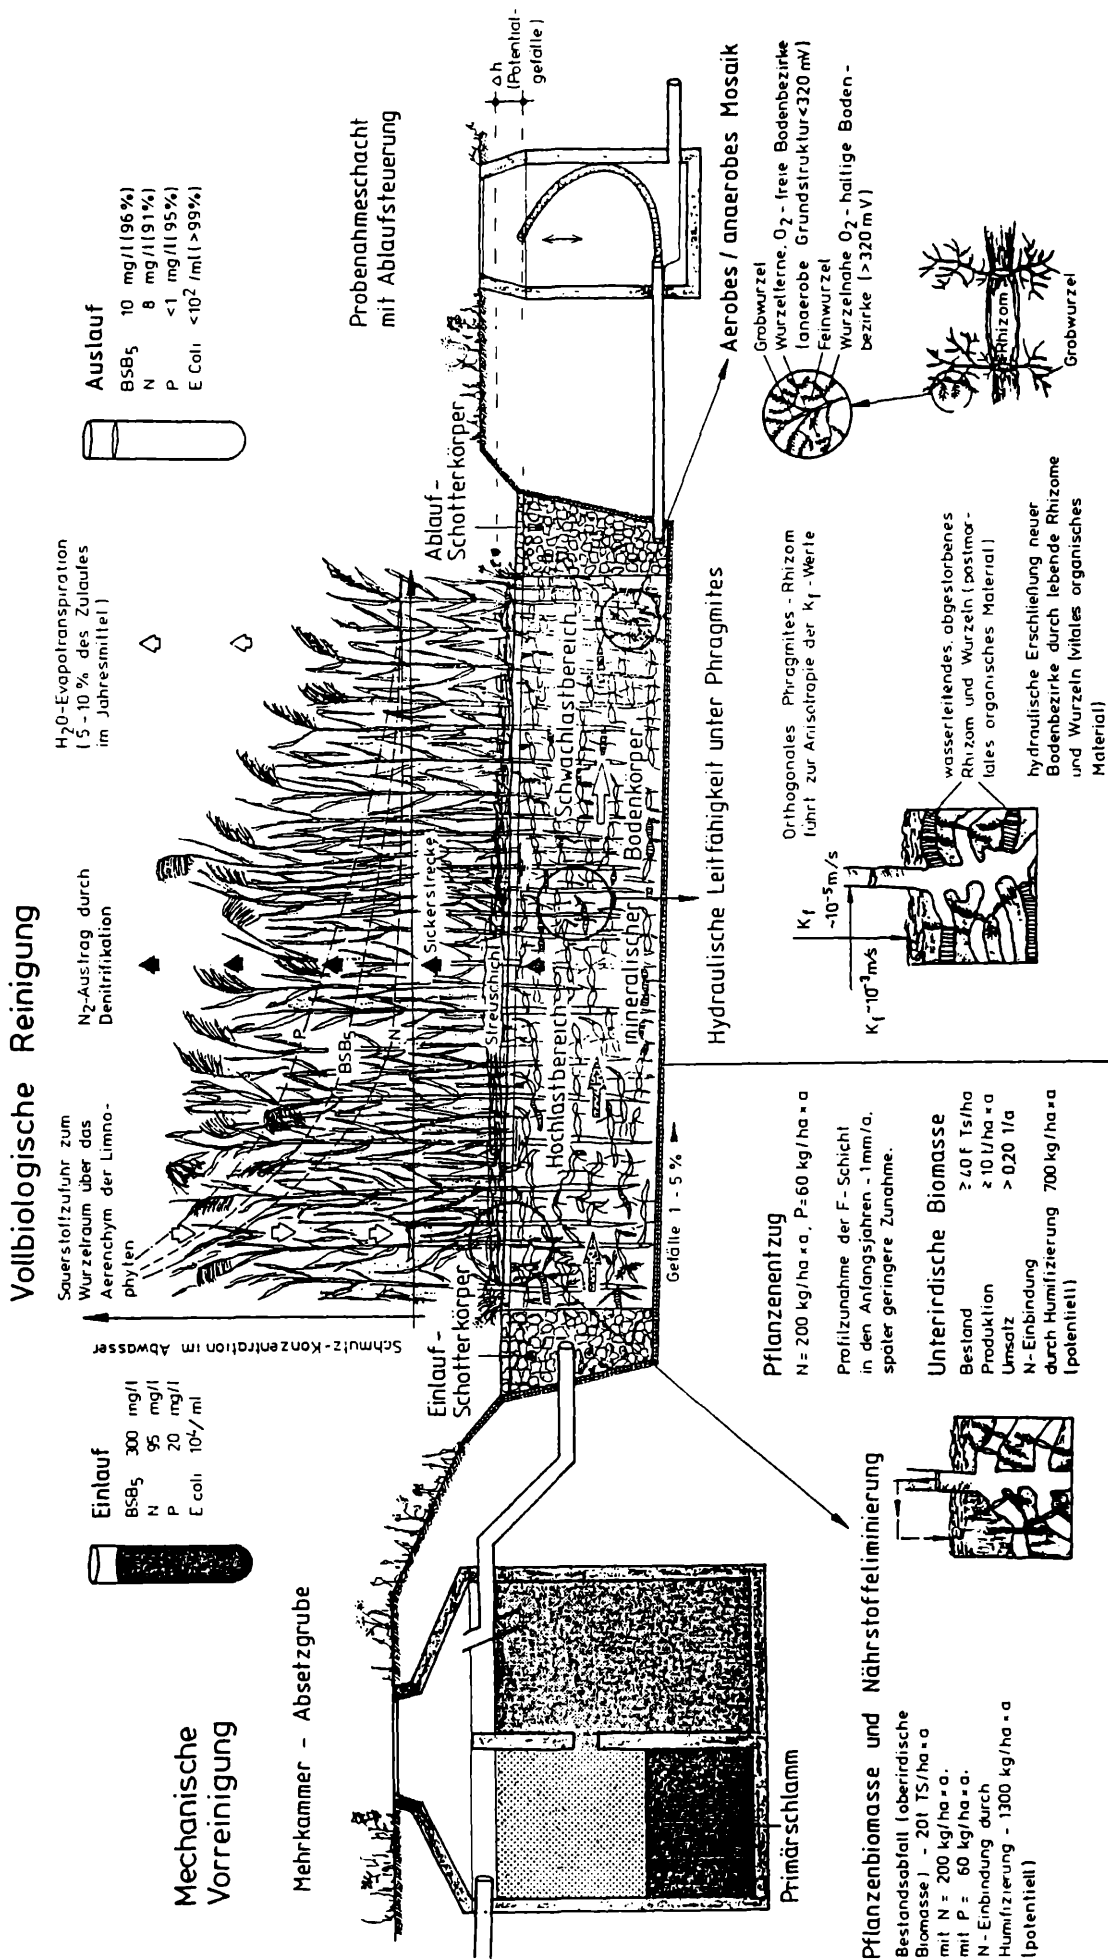 Vollbiologische Reinigung
Mechanische
Vorreinigung
Mehrkammer - Absetzgrube
Primärschlamm
Einlauf
BSB5 300 mg/l
N 95 mg/l
P 20 mg/l
E coli 10⁴/ ml
Schmutz-Konzentration im Abwasser
Sauerstoffzufuhr zum
Wurzelraum über das
Aerenchym der Limno-
phyten
N2-Austrag durch
Denitrifikation
H2O-Evapotranspiration
( 5 - 10 % des Zulaufes
im Jahresmittel )
Auslauf
BSB5 10 mg/l (96%)
N 8 mg/l (91%)
P <1 mg/l (95%)
E Coli <10² /ml (>99%)
P
BSB5
N
Sickerstrecke
Streuschicht
Einlauf-
Schotterkörper
Hochlastbereich
Schwachlastbereich
mineralischer Bodenkörper
Gefälle 1 - 5 %
Ablauf-
Schotterkörper
Probenahmeschacht
mit Ablaufsteuerung
Δh
(Potential-
gefälle)
Pflanzenbiomasse und Nährstoffeliminierung
Bestandsabfall (oberirdische
Biomasse) - 20t TS/ha × a
mit N = 200 kg/ha × a.
mit P = 60 kg/ha × a.
N - Einbindung durch
Humifizierung - 1300 kg/ha × a
(potentiell)
Pflanzenentzug
N = 200 kg/ha × a, P=60 kg/ha × a
Profilzunahme der F - Schicht
in den Anfangsjahren - 1mm/a,
später geringere Zunahme.
Unterirdische Biomasse
Bestand ≥ 40 t Ts/ha
Produktion ≥ 10 t/ha × a
Umsatz > 0,20 1/a
N - Einbindung
durch Humifizierung 700 kg/ha × a
(potentiell)
Hydraulische Leitfähigkeit unter Phragmites
Orthogonales Phragmites - Rhizom
führt zur Anisotropie der Kf - Werte
Kf
~10⁻⁵ m/s
Kf ~10⁻³ m/s
wasserleitendes, abgestorbenes
Rhizom und Wurzeln (postmor-
tales organisches Material )
hydraulische Erschließung neuer
Bodenbezirke durch lebende Rhizome
und Wurzeln (vitales organisches
Material)
Aerobes / anaerobes Mosaik
Grobwurzel
Wurzelferne, O2 - freie Bodenbezirke
(anaerobe Grundstruktur <320 mV)
Feinwurzel
Wurzelnahe O2 - haltige Boden -
bezirke (>320 mV)
Rhizom
Grobwurzel